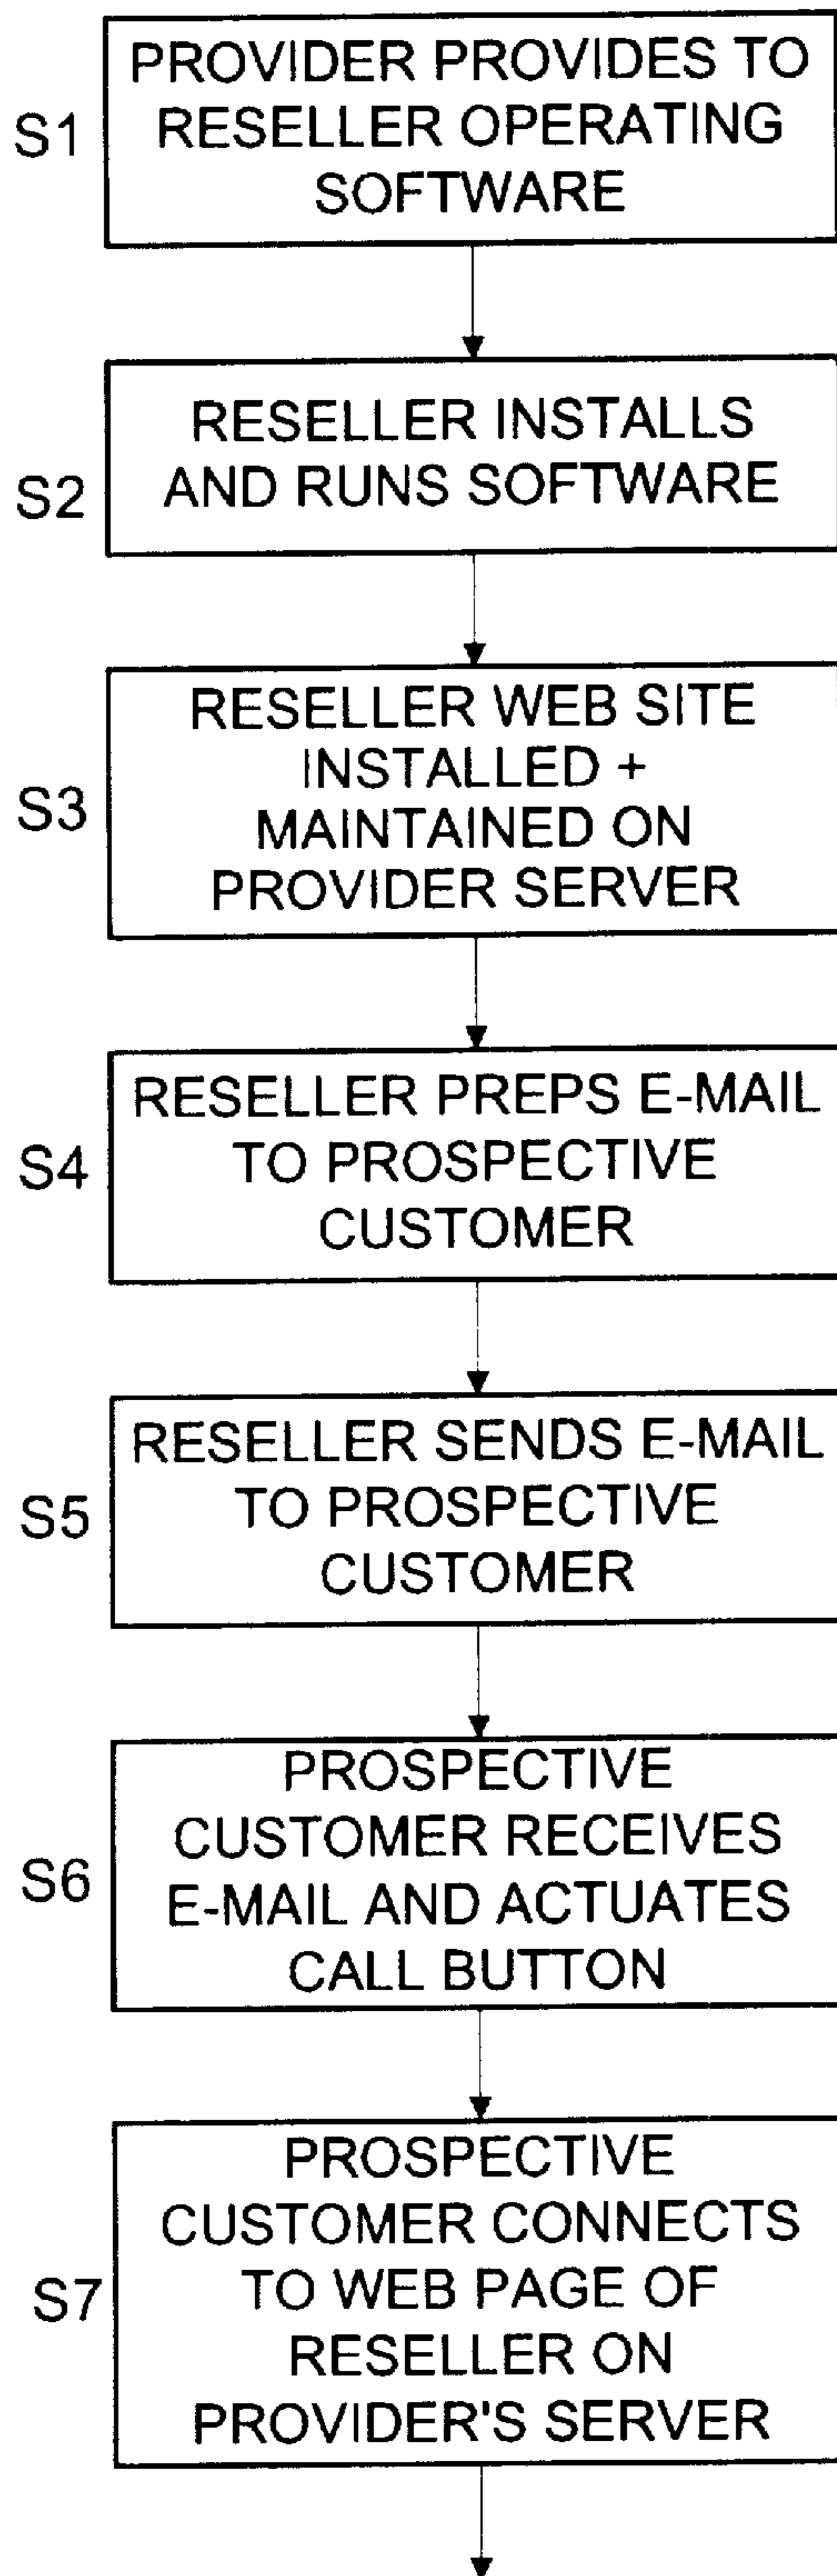 S1
PROVIDER PROVIDES TO
RESELLER OPERATING
SOFTWARE
S2
RESELLER INSTALLS
AND RUNS SOFTWARE
S3
RESELLER WEB SITE
INSTALLED +
MAINTAINED ON
PROVIDER SERVER
S4
RESELLER PREPS E-MAIL
TO PROSPECTIVE
CUSTOMER
S5
RESELLER SENDS E-MAIL
TO PROSPECTIVE
CUSTOMER
S6
PROSPECTIVE
CUSTOMER RECEIVES
E-MAIL AND ACTUATES
CALL BUTTON
S7
PROSPECTIVE
CUSTOMER CONNECTS
TO WEB PAGE OF
RESELLER ON
PROVIDER'S SERVER